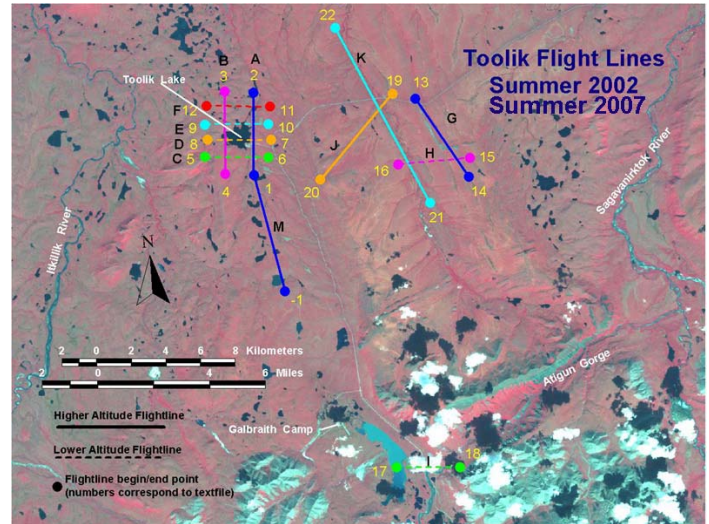 22
K
Toolik Flight Lines
Summer 2002
Summer 2007
B A
3 2
Toolik Lake
19
13
12 F 11
G
9 E 10
D
8 7
C
5 6
J
H
15
16
14
4 1
20
21
M
Itkillik River
Sagavanirktok River
N
-1
2 0 2 4 6 8 Kilometers
2 0 2 4 6 Miles
Higher Altitude Flightline
Lower Altitude Flightline
Flightline begin/end point
(numbers correspond to textfile)
Galbraith Camp
Atigun Gorge
17 I 18